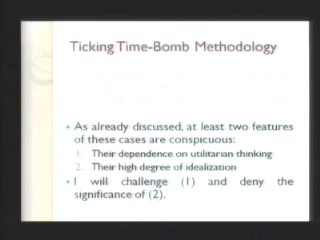 Ticking Time-Bomb Methodology
• As already discussed, at least two features
of these cases are conspicuous:
1. Their dependence on utilitarian thinking
2. Their high degree of idealization
• I will challenge (1) and deny the
significance of (2).